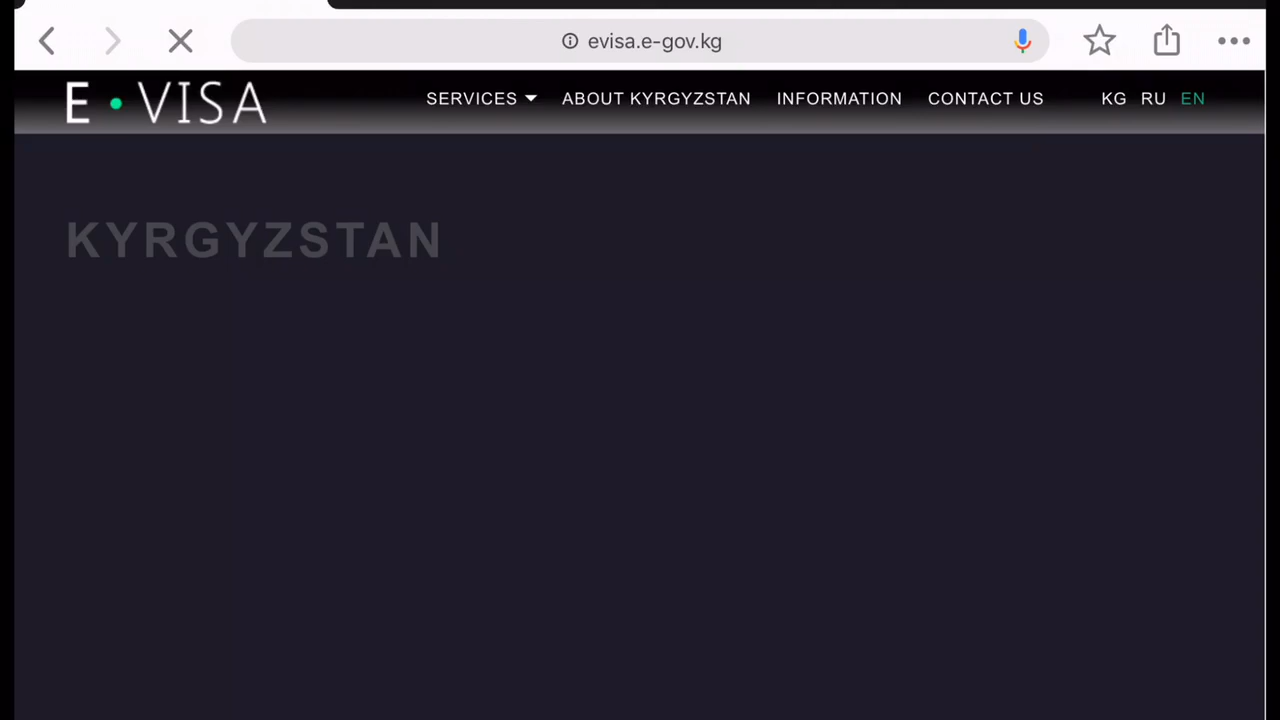 evisa.e-gov.kg
E • VISA
SERVICES ABOUT KYRGYZSTAN INFORMATION CONTACT US KG RU EN
KYRGYZSTAN